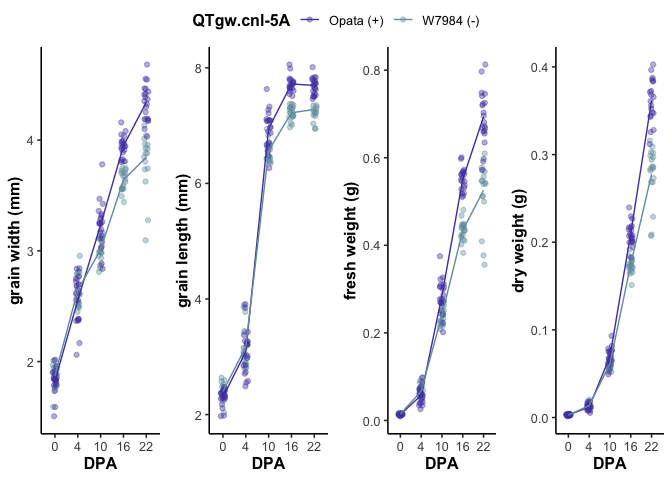 QTgw.cnl-5A Opata (+) W7984 (-)
grain width (mm)
4
3
2
0 4 10 16 22
DPA
grain length (mm)
8
6
4
2
0 4 10 16 22
DPA
fresh weight (g)
0.8
0.6
0.4
0.2
0.0
0 4 10 16 22
DPA
dry weight (g)
0.4
0.3
0.2
0.1
0.0
0 4 10 16 22
DPA